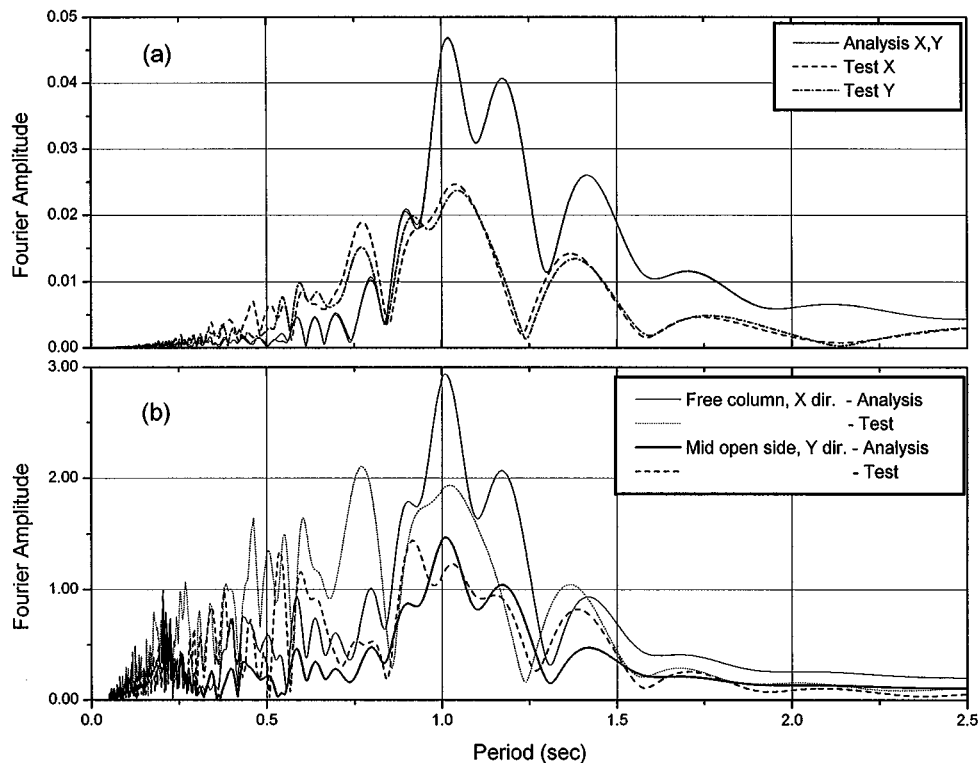 0.05
0.04
0.03
0.02
0.01
0.00
Fourier Amplitude
(a)
Analysis X,Y
Test X
Test Y
3.00
2.00
1.00
0.00
Fourier Amplitude
(b)
Free column, X dir. - Analysis
- Test
Mid open side, Y dir. - Analysis
- Test
0.0
0.5
1.0
1.5
2.0
2.5
Period (sec)